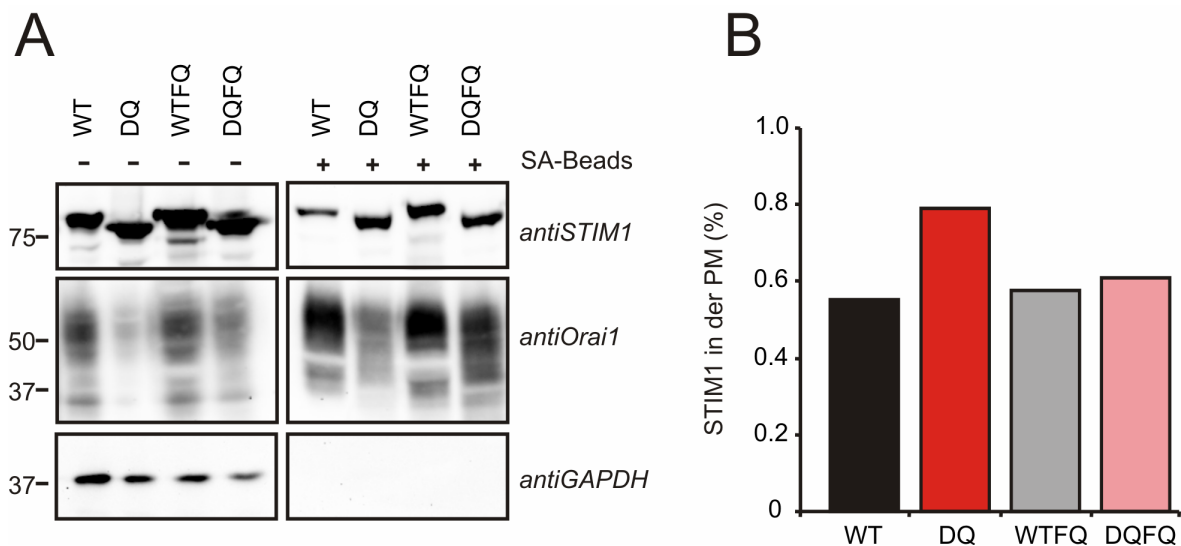 A
WT DQ WTFQ DQFQ WT DQ WTFQ DQFQ
- - - - + + + + SA-Beads
75 antiSTIM1
50 antiOrai1
37
37 antiGAPDH
B
STIM1 in der PM (%)
1.0
0.8
0.6
0.4
0.2
0
WT DQ WTFQ DQFQ